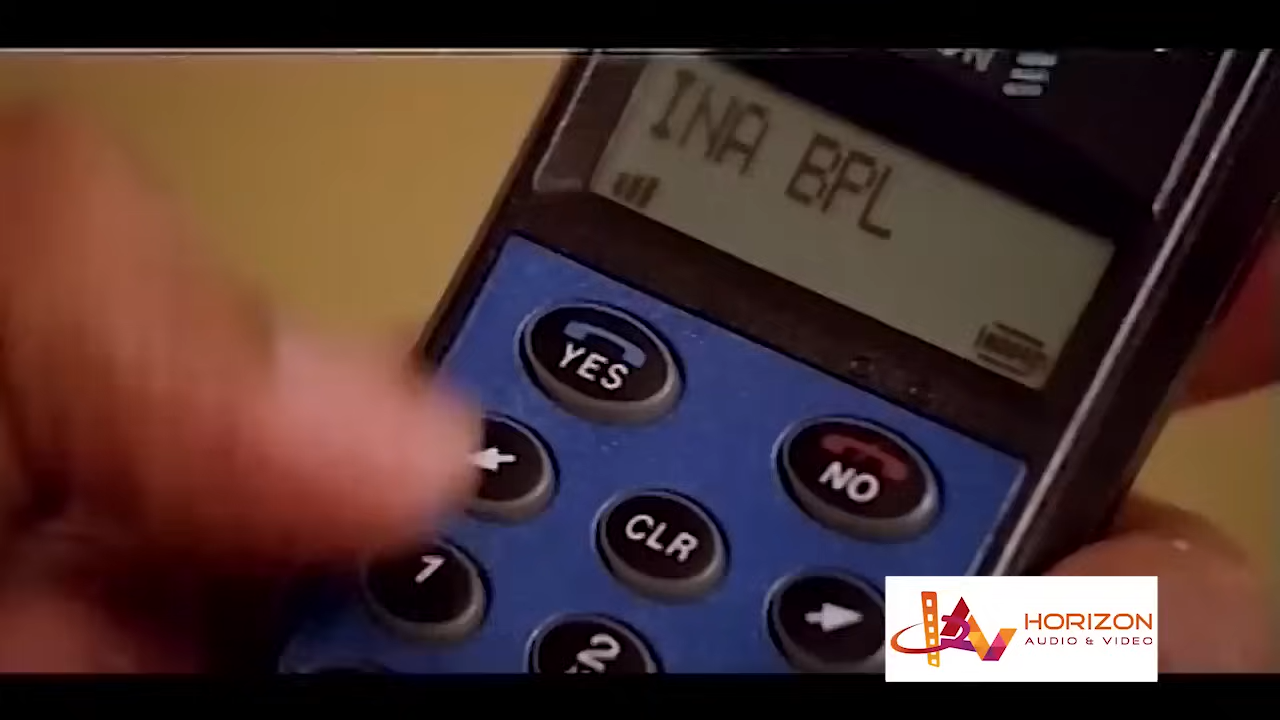 INA BPL
YES
NO
CLR
1
2
HORIZON
AUDIO & VIDEO